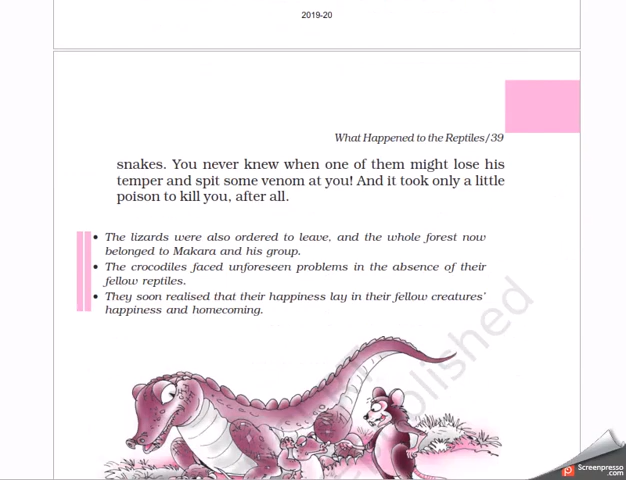 2019-20
What Happened to the Reptiles/39
snakes. You never knew when one of them might lose his
temper and spit some venom at you! And it took only a little
poison to kill you, after all.
• The lizards were also ordered to leave, and the whole forest now
belonged to Makara and his group.
• The crocodiles faced unforeseen problems in the absence of their
fellow reptiles.
• They soon realised that their happiness lay in their fellow creatures'
happiness and homecoming.
Screenpresso
.com